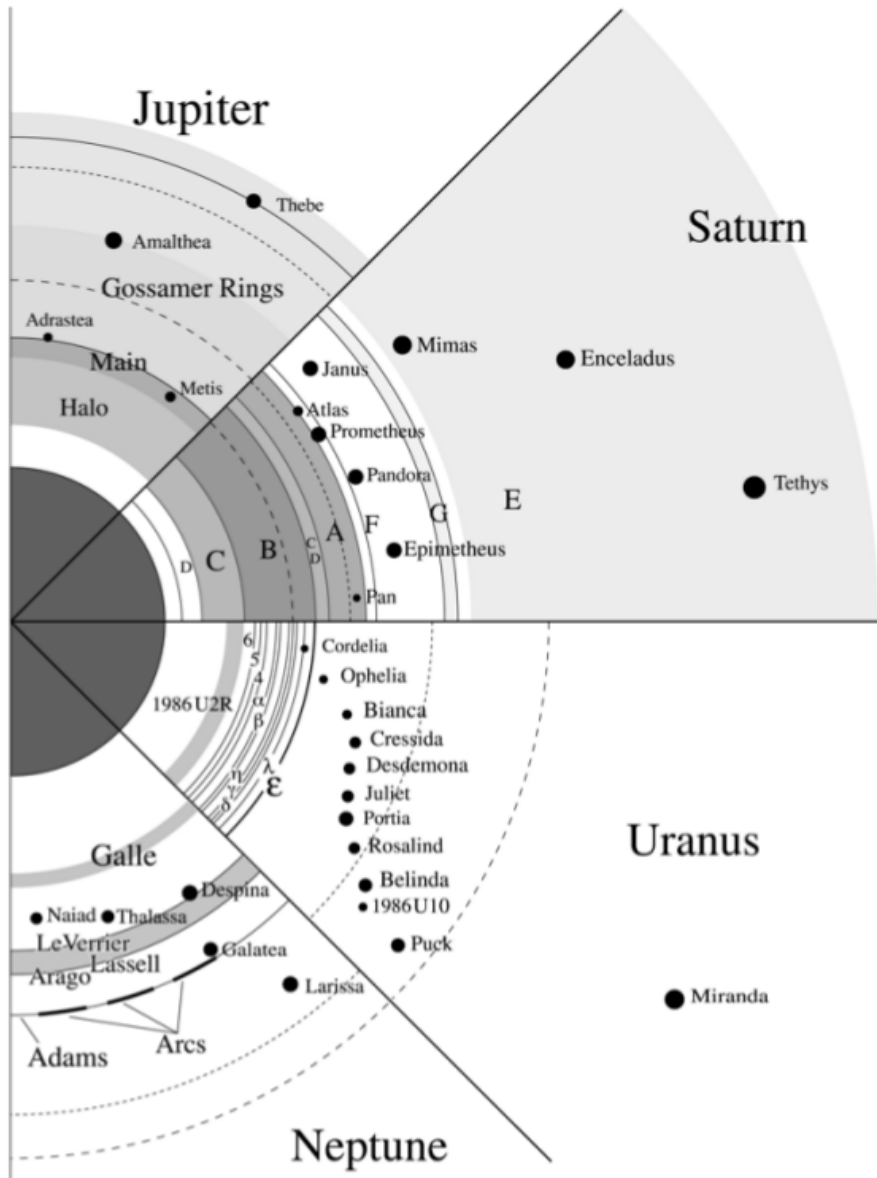 Jupiter
Thebe
Amalthea
Gossamer Rings
Adrastea
Main
Metis
Halo
Saturn
Mimas
Enceladus
Janus
Atlas
Prometheus
Tethys
Pandora
E
G
F
A
B
C
C
D
D
Epimetheus
Pan
6
5
4
Cordelia
Ophelia
1986 U2R
α
β
Bianca
Cressida
Desdemona
λ
η
ε
γ
δ
Juliet
Portia
Rosalind
Uranus
Belinda
1986U10
Puck
Miranda
Galle
Despina
Naiad
Thalassa
LeVerrier
Galatea
Lassell
Arago
Larissa
Arcs
Adams
Neptune